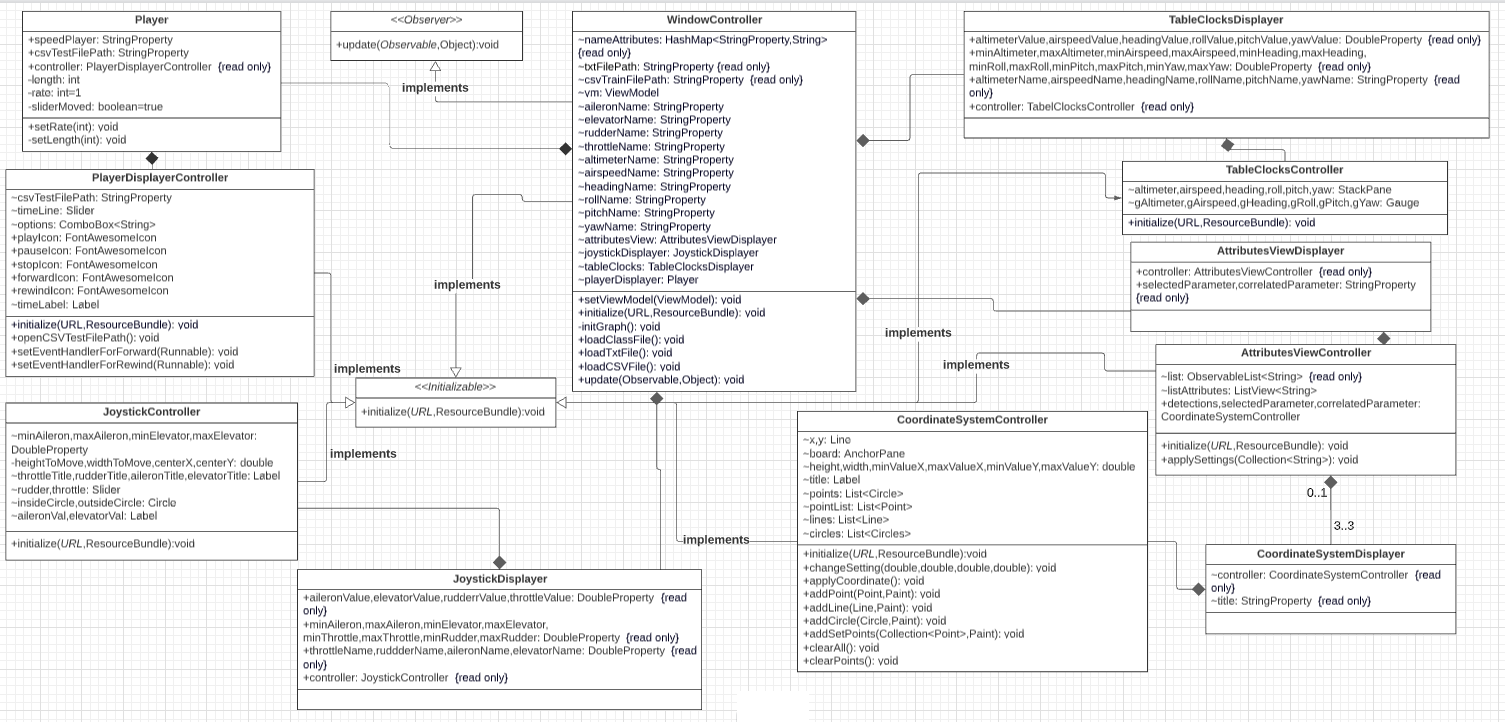 Player
+speedPlayer: StringProperty
+csvTestFilePath: StringProperty
+controller: PlayerDisplayerController {read only}
-length: int
-rato: int=1
-sliderMoved: boolean=true
+setRate(int): void
-setLength(int): void
<<Observer>>
+update(Observable,Object):void
implements
WindowController
~nameAttributes: HashMap<StringProperty,String>
{read only}
~txtFilePath: StringProperty {read only}
~csvTrainFilePath: StringProperty {read only}
~vm: ViewModel
~aileronName: StringProperty
~elevatorName: StringProperty
~rudderName: StringProperty
~throttleName: StringProperty
~altimeterName: StringProperty
~airspeedName: StringProperty
~headingName: StringProperty
~rollName: StringProperty
~pitchName: StringProperty
~yawName: StringProperty
~attributesView: AttributesViewDisplayer
~joystickDisplayer: JoystickDisplayer
~tableClocks: TableClocksDisplayer
~playerDisplayer: Player
+setViewModel(ViewModel): void
+initialize(URL,ResourceBundle): void
-initGraph(): void
+loadClassFile(): void
+loadTxtFile(): void
+loadCSVFile(): void
+update(Observable,Object): void
TableClocksDisplayer
+altimeterValue,airspeedValue,headingValue,rollValue,pitchValue,yawValue: DoubleProperty {read only}
+minAltimeter,maxAltimeter,minAirspeed,maxAirspeed,minHeading,maxHeading,
minRoll,maxRoll,minPitch,maxPitch,minYaw,maxYaw: DoubleProperty {read only}
+altimeterName,airspeedName,headingName,rollName,pitchName,yawName: StringProperty {read
only}
+controller: TabelClocksController {read only}
TableClocksController
~altimeter,airspeed,heading,roll,pitch,yaw: StackPane
~gAltimeter,gAirspeed,gHeading,gRoll,gPitch,gYaw: Gauge
+initialize(URL,ResourceBundle): void
PlayerDisplayerController
~csvTestFilePath: StringProperty
~timeLine: Slider
~options: ComboBox<String>
+playIcon: FontAwesomeIcon
+pauseIcon: FontAwesomeIcon
+stopIcon: FontAwesomeIcon
+forwardIcon: FontAwesomeIcon
+rewindIcon: FontAwesomeIcon
~timeLabel: Label
+initialize(URL,ResourceBundle): void
+openCSVTestFilePath(): void
+setEventHandlerForForward(Runnable): void
+setEventHandlerForRewind(Runnable): void
implements
AttributesViewDisplayer
+controller: AttributesViewController {read only}
+selectedParameter,correlatedParameter: StringProperty
{read only}
implements
implements
implements
<<Initializable>>
+initialize(URL,ResourceBundle):void
AttributesViewController
~list: ObservableList<String> {read only}
~listAttributes: ListView<String>
+detections,selectedParameter,correlatedParameter:
CoordinateSystemController
+initialize(URL,ResourceBundle): void
+applySettings(Collection<String>): void
0..1
3..3
JoystickController
~minAileron,maxAileron,minElevator,maxElevator:
DoubleProperty
-heightToMove,widthToMove,centerX,centerY: double
~throttleTitle,rudderTitle,aileronTitle,elevatorTitle: Label
~rudder,throttle: Slider
~insideCircle,outsideCircle: Circle
~aileronVal,elevatorVal: Label
+initialize(URL,ResourceBundle):void
implements
CoordinateSystemController
~x,y: Line
~board: AnchorPane
~height,width,minValueX,maxValueX,minValueY,maxValueY: double
~title: Label
~points: List<Circle>
~pointList: List<Point>
~lines: List<Line>
~circles: List<Circles>
+initialize(URL,ResourceBundle):void
+changeSetting(double,double,double,double): void
+applyCoordinate(): void
+addPoint(Point,Paint): void
+addLine(Line,Paint): void
+addCircle(Circle,Paint): void
+addSetPoints(Collection<Point>,Paint): void
+clearAll(): void
+clearPoints(): void
implements
CoordinateSystemDisplayer
~controller: CoordinateSystemController {read
only}
~title: StringProperty {read only}
JoystickDisplayer
+aileronValue,elevatorValue,rudderrValue,throttleValue: DoubleProperty {read
only}
+minAileron,maxAileron,minElevator,maxElevator,
minThrottle,maxThrottle,minRudder,maxRudder: DoubleProperty {read only}
+throttleName,ruddderName,aileronName,elevatorName: DoubleProperty {read
only}
+controller: JoystickController {read only}